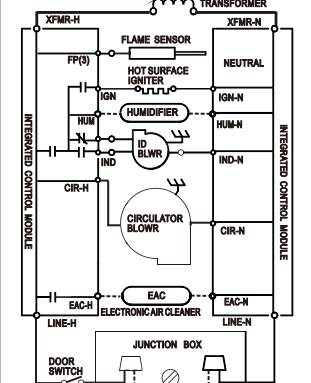 TRANSFORMER
XFMR-H
XFMR-N
FLAME SENSOR
FP(3)
NEUTRAL
HOT SURFACE
IGNITER
IGN
IGN-N
HUMIDIFIER
HUM
HUM-N
ID
BLWR
IND
IND-N
INTEGRATED CONTROL MODULE
INTEGRATED CONTROL MODULE
CIR-H
CIRCULATOR
BLOWR
CIR-N
EAC
EAC-H
EAC-N
ELECTRONIC AIR CLEANER
LINE-H
LINE-N
JUNCTION BOX
DOOR
SWITCH